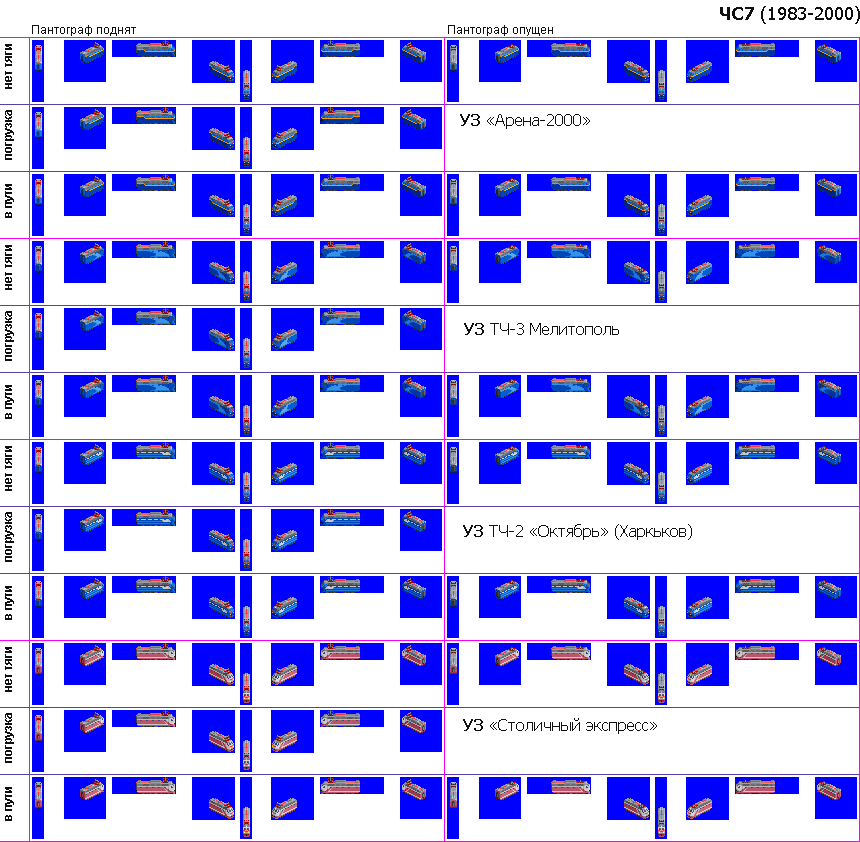 ЧС7 (1983-2000)
Пантограф поднят
Пантограф опущен
нет тяги
погрузка
УЗ «Арена-2000»
в пути
нет тяги
погрузка
УЗ ТЧ-3 Мелитополь
в пути
нет тяги
погрузка
УЗ ТЧ-2 «Октябрь» (Харкьков)
в пути
нет тяги
погрузка
УЗ «Столичный экспресс»
в пути